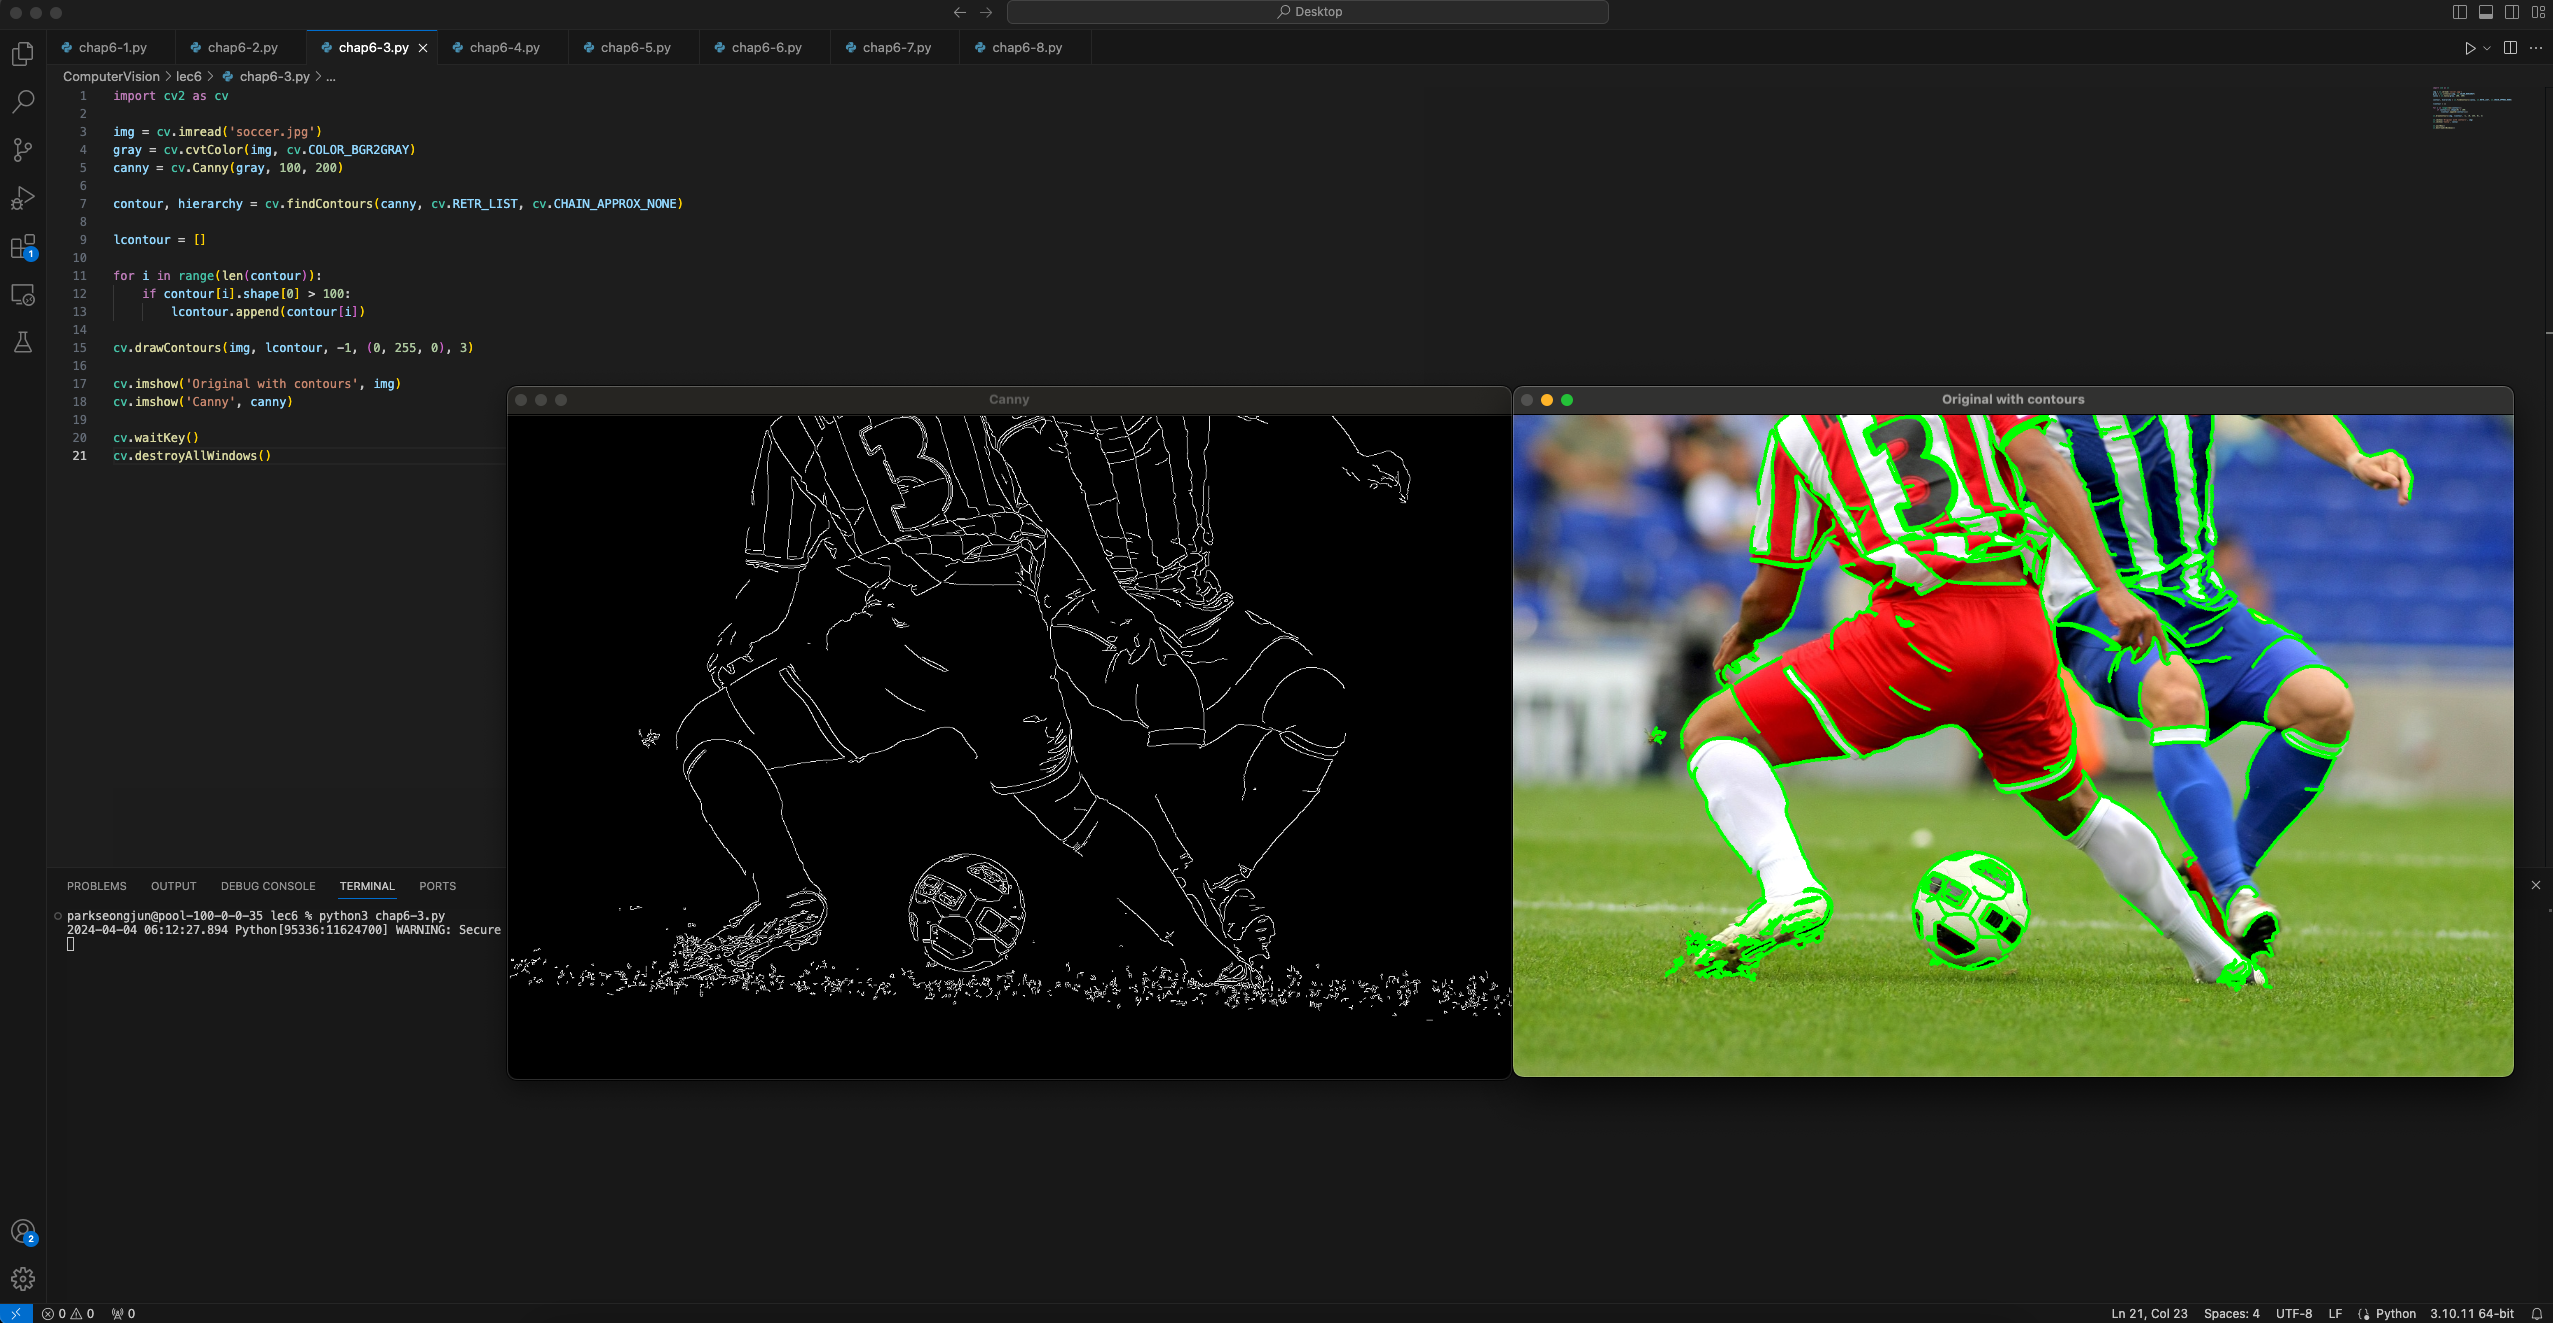 Desktop
chap6-1.py chap6-2.py chap6-3.py chap6-4.py chap6-5.py chap6-6.py chap6-7.py chap6-8.py
ComputerVision > lec6 > chap6-3.py > ...
1 import cv2 as cv
2
3 img = cv.imread('soccer.jpg')
4 gray = cv.cvtColor(img, cv.COLOR_BGR2GRAY)
5 canny = cv.Canny(gray, 100, 200)
6
7 contour, hierarchy = cv.findContours(canny, cv.RETR_LIST, cv.CHAIN_APPROX_NONE)
8
9 lcontour = []
10
11 for i in range(len(contour)):
12     if contour[i].shape[0] > 100:
13         lcontour.append(contour[i])
14
15 cv.drawContours(img, lcontour, -1, (0, 255, 0), 3)
16
17 cv.imshow('Original with contours', img)
18 cv.imshow('Canny', canny)
19
20 cv.waitKey()
21 cv.destroyAllWindows()
1
Canny
3
Original with contours
3
PROBLEMS OUTPUT DEBUG CONSOLE TERMINAL PORTS
parkseongjun@pool-100-0-0-35 lec6 % python3 chap6-3.py
2024-04-04 06:12:27.894 Python[95336:11624700] WARNING: Secure
2
0 0 0
Ln 21, Col 23 Spaces: 4 UTF-8 LF Python 3.10.11 64-bit